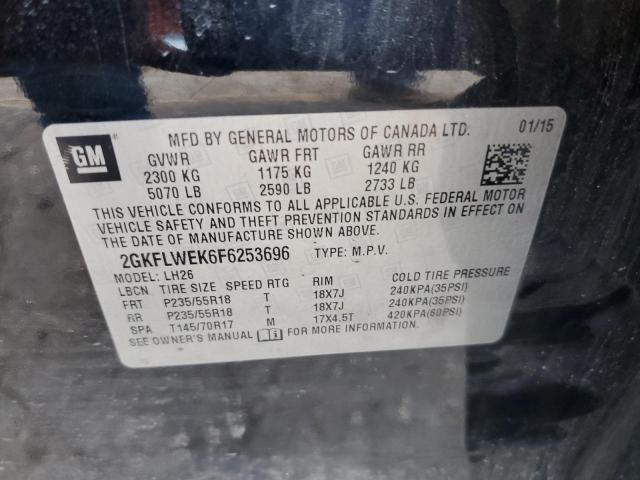 MFD BY GENERAL MOTORS OF CANADA LTD. 01/15
GM
GVWR GAWR FRT GAWR RR
2300 KG 1175 KG 1240 KG
5070 LB 2590 LB 2733 LB
THIS VEHICLE CONFORMS TO ALL APPLICABLE U.S. FEDERAL MOTOR
VEHICLE SAFETY AND THEFT PREVENTION STANDARDS IN EFFECT ON
THE DATE OF MANUFACTURE SHOWN ABOVE.
2GKFLWEK6F6253696 TYPE: M.P.V.
MODEL: LH26
LBCN TIRE SIZE SPEED RTG RIM COLD TIRE PRESSURE
FRT P235/55R18 T 18X7J 240KPA(35PSI)
RR P235/55R18 T 18X7J 240KPA(35PSI)
SPA T145/70R17 M 17X4.5T 420KPA(60PSI)
SEE OWNER'S MANUAL FOR MORE INFORMATION